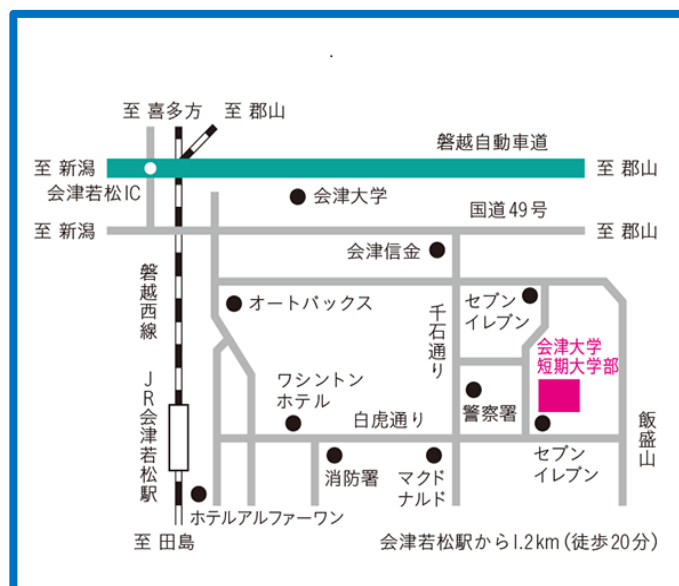 至 喜多方
至 郡山
磐越自動車道
至 新潟
至 郡山
会津若松IC
会津大学
国道49号
至 新潟
至 郡山
会津信金
磐越西線
オートバックス
千石通り
セブン
イレブン
会津大学
短期大学部
ワシントン
ホテル
白虎通り
警察署
飯盛山
JR会津若松駅
消防署
マクド
ナルド
セブン
イレブン
ホテルアルファーワン
至 田島
会津若松駅から1.2km(徒歩20分)